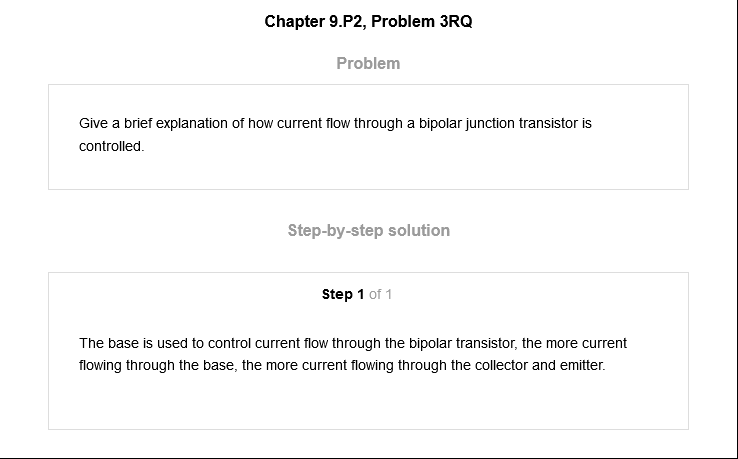 Chapter 9.P2, Problem 3RQ
Problem
Give a brief explanation of how current flow through a bipolar junction transistor is
controlled.
Step-by-step solution
Step 1 of 1
The base is used to control current flow through the bipolar transistor, the more current
flowing through the base, the more current flowing through the collector and emitter.